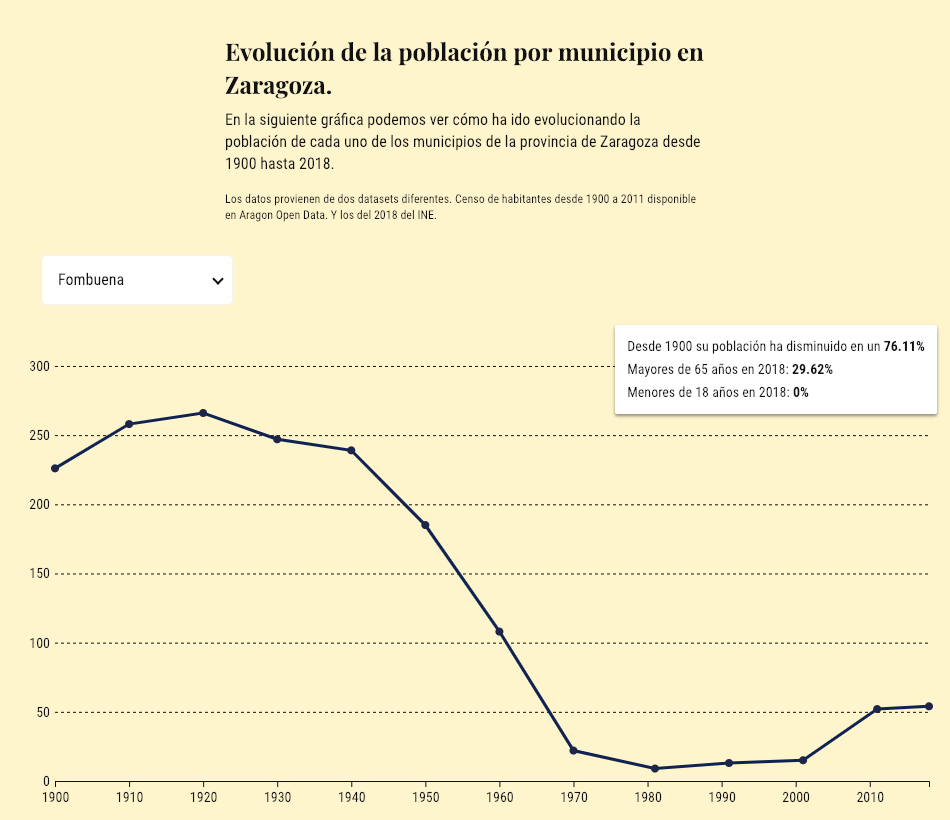 Evolución de la población por municipio en
Zaragoza.
En la siguiente gráfica podemos ver cómo ha ido evolucionando la
población de cada uno de los municipios de la provincia de Zaragoza desde
1900 hasta 2018.
Los datos provienen de dos datasets diferentes. Censo de habitantes desde 1900 a 2011 disponible
en Aragon Open Data. Y los del 2018 del INE.
Fombuena
Desde 1900 su población ha disminuido en un 76.11%
Mayores de 65 años en 2018: 29.62%
Menores de 18 años en 2018: 0%
300
250
200
150
100
50
0
1900 1910 1920 1930 1940 1950 1960 1970 1980 1990 2000 2010